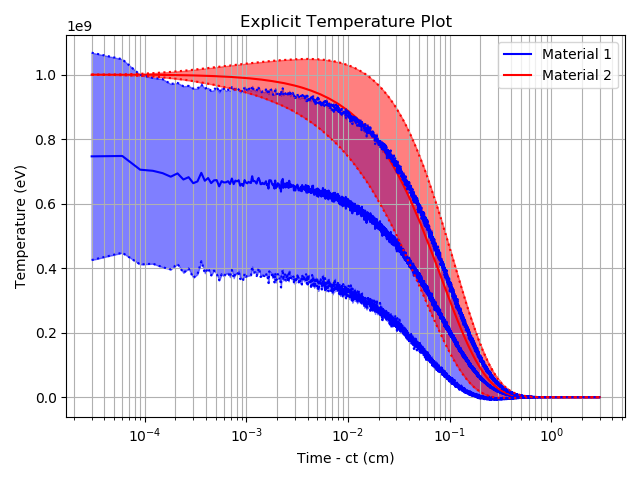 Explicit Temperature Plot
1e9
Material 1
Material 2
Temperature (eV)
1.0
0.8
0.6
0.4
0.2
0.0
10⁻⁴ 10⁻³ 10⁻² 10⁻¹ 10⁰
Time - ct (cm)